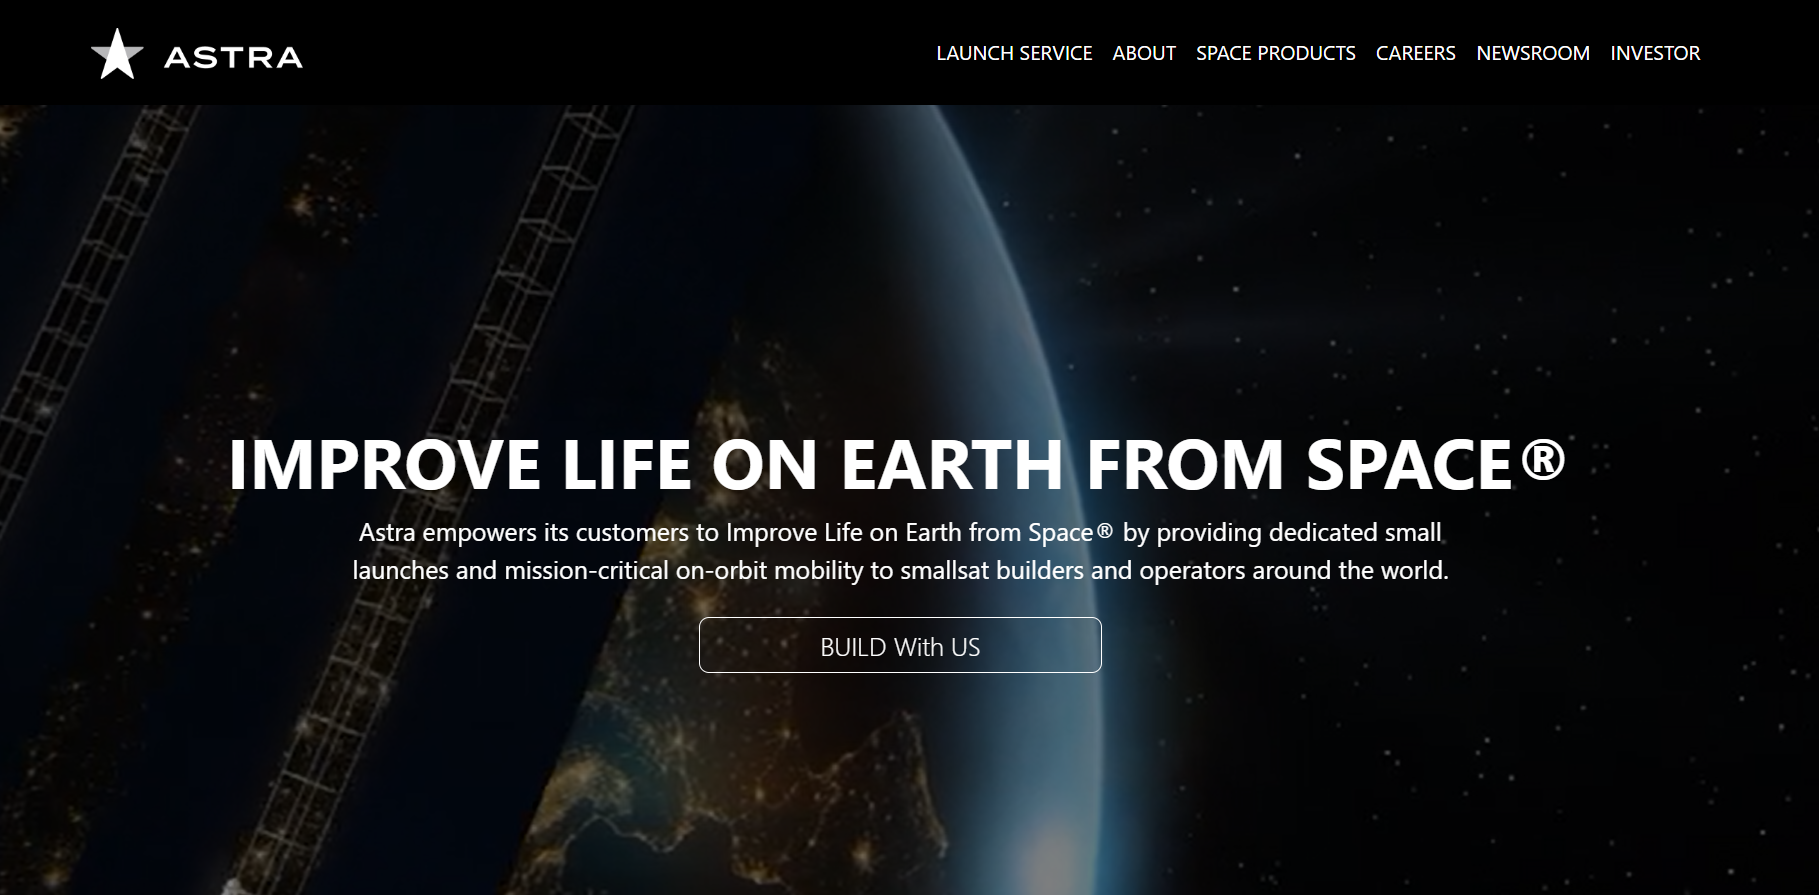 ASTRA
LAUNCH SERVICE ABOUT SPACE PRODUCTS CAREERS NEWSROOM INVESTOR
IMPROVE LIFE ON EARTH FROM SPACE®
Astra empowers its customers to Improve Life on Earth from Space® by providing dedicated small
launches and mission-critical on-orbit mobility to smallsat builders and operators around the world.
BUILD With US